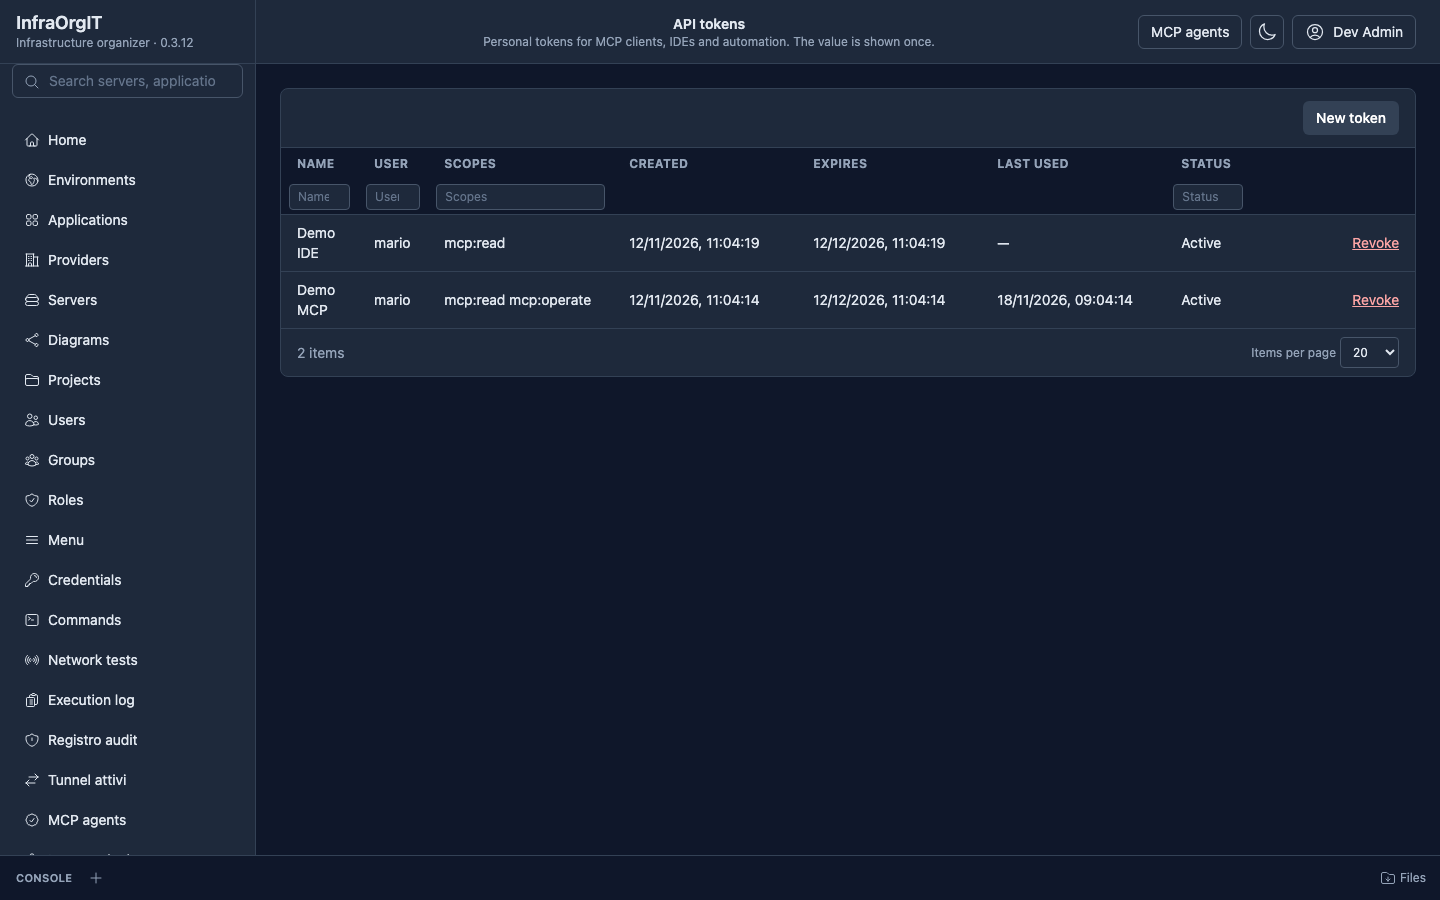 InfraOrgIT
Infrastructure organizer · 0.3.12
API tokens
Personal tokens for MCP clients, IDEs and automation. The value is shown once.
MCP agents
Dev Admin
Search servers, applicatio
Home
Environments
Applications
Providers
Servers
Diagrams
Projects
Users
Groups
Roles
Menu
Credentials
Commands
Network tests
Execution log
Registro audit
Tunnel attivi
MCP agents
New token
NAME USER SCOPES CREATED EXPIRES LAST USED STATUS
Name User Scopes Status
Demo IDE mario mcp:read 12/11/2026, 11:04:19 12/12/2026, 11:04:19 — Active Revoke
Demo MCP mario mcp:read mcp:operate 12/11/2026, 11:04:14 12/12/2026, 11:04:14 18/11/2026, 09:04:14 Active Revoke
2 items
Items per page 20
CONSOLE
Files